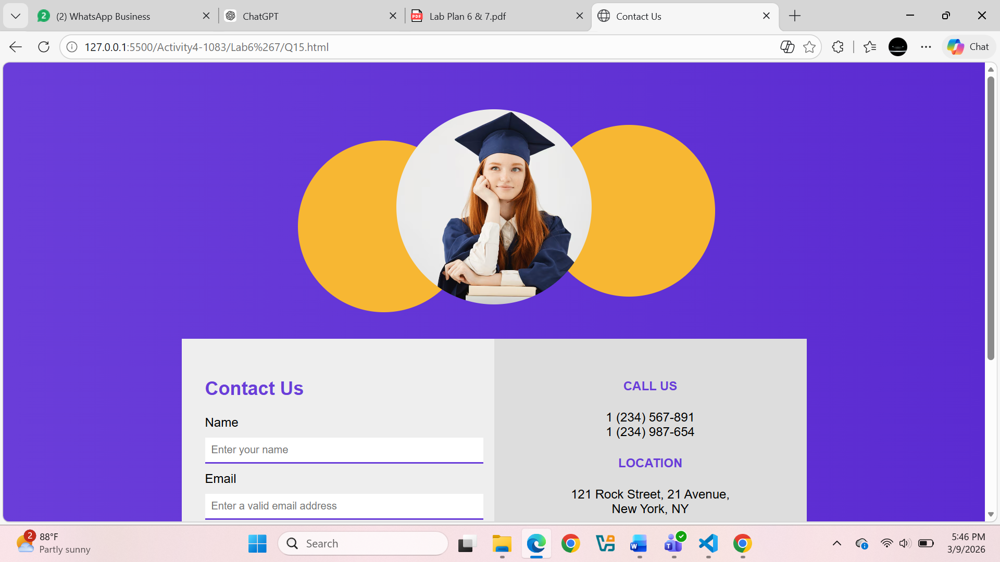 2 (2) WhatsApp Business
ChatGPT
PDF Lab Plan 6 & 7.pdf
Contact Us
127.0.0.1:5500/Activity4-1083/Lab6%267/Q15.html
Chat
Contact Us
Name
Enter your name
Email
Enter a valid email address
CALL US
1 (234) 567-891
1 (234) 987-654
LOCATION
121 Rock Street, 21 Avenue,
New York, NY
2
88°F
Partly sunny
Search
W
T
5:46 PM
3/9/2026